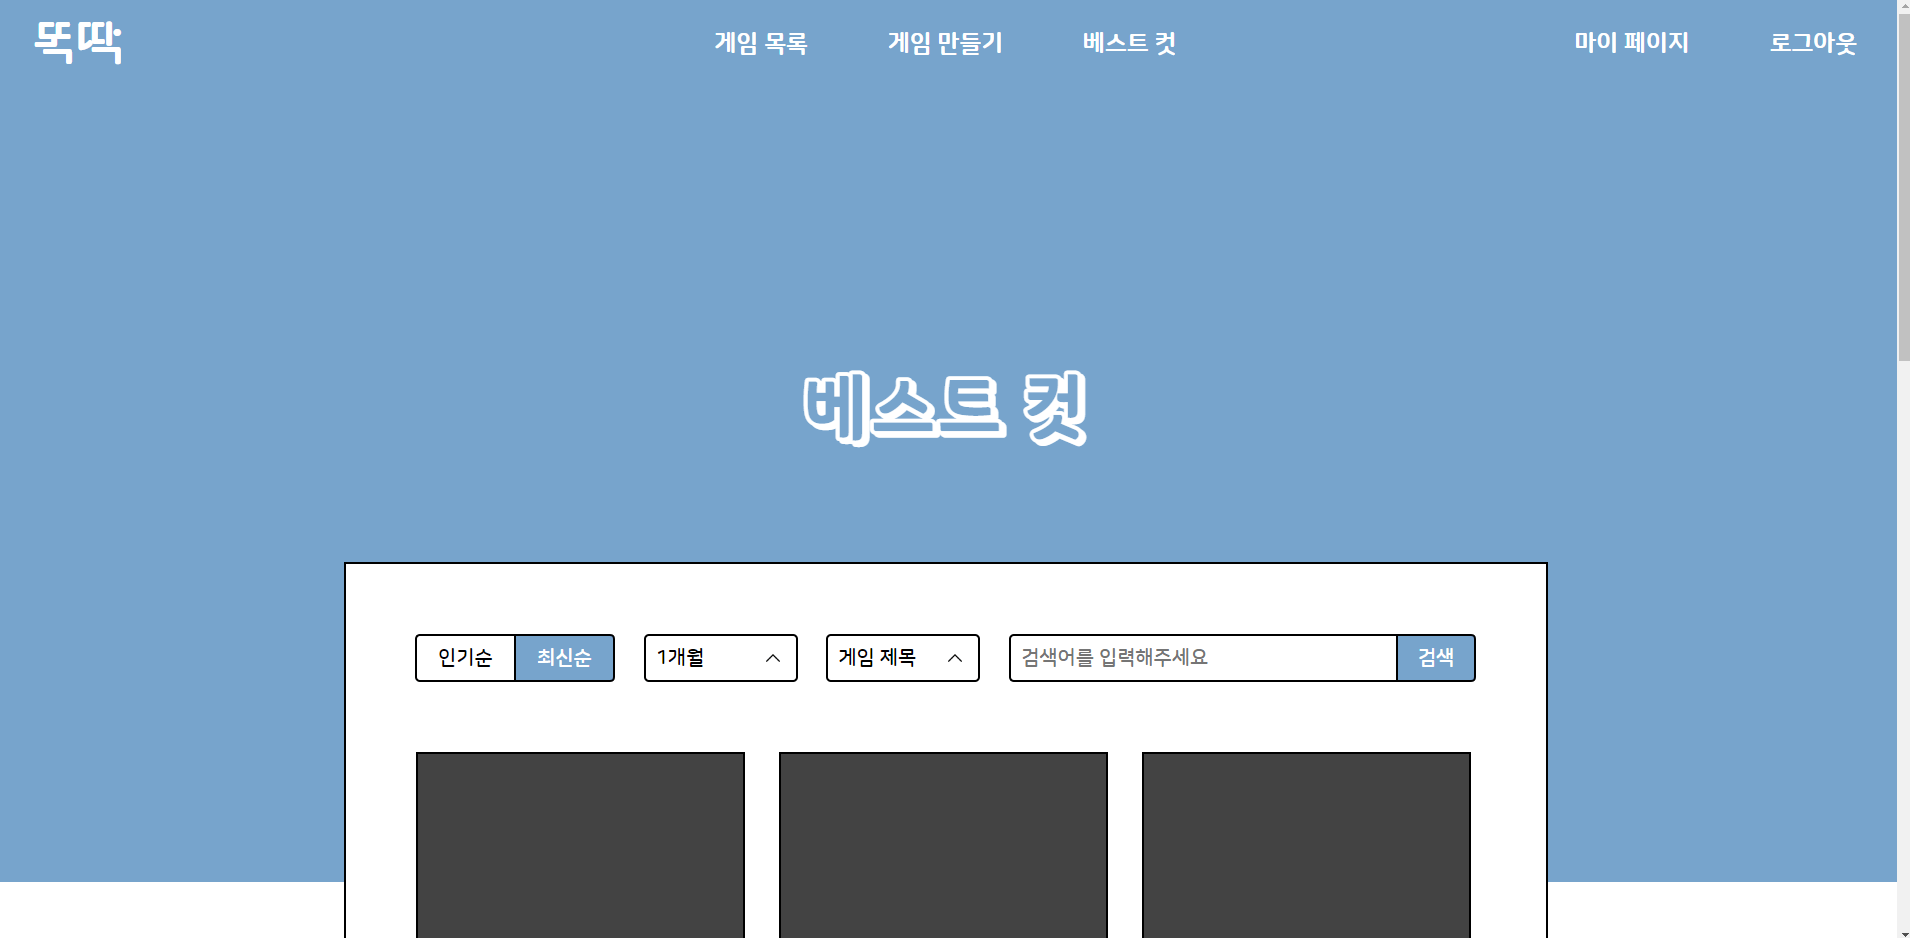 똑딱 게임 목록 게임 만들기 베스트 컷 마이 페이지 로그아웃
베스트 컷
인기순 최신순 1개월 게임 제목 검색어를 입력해주세요 검색